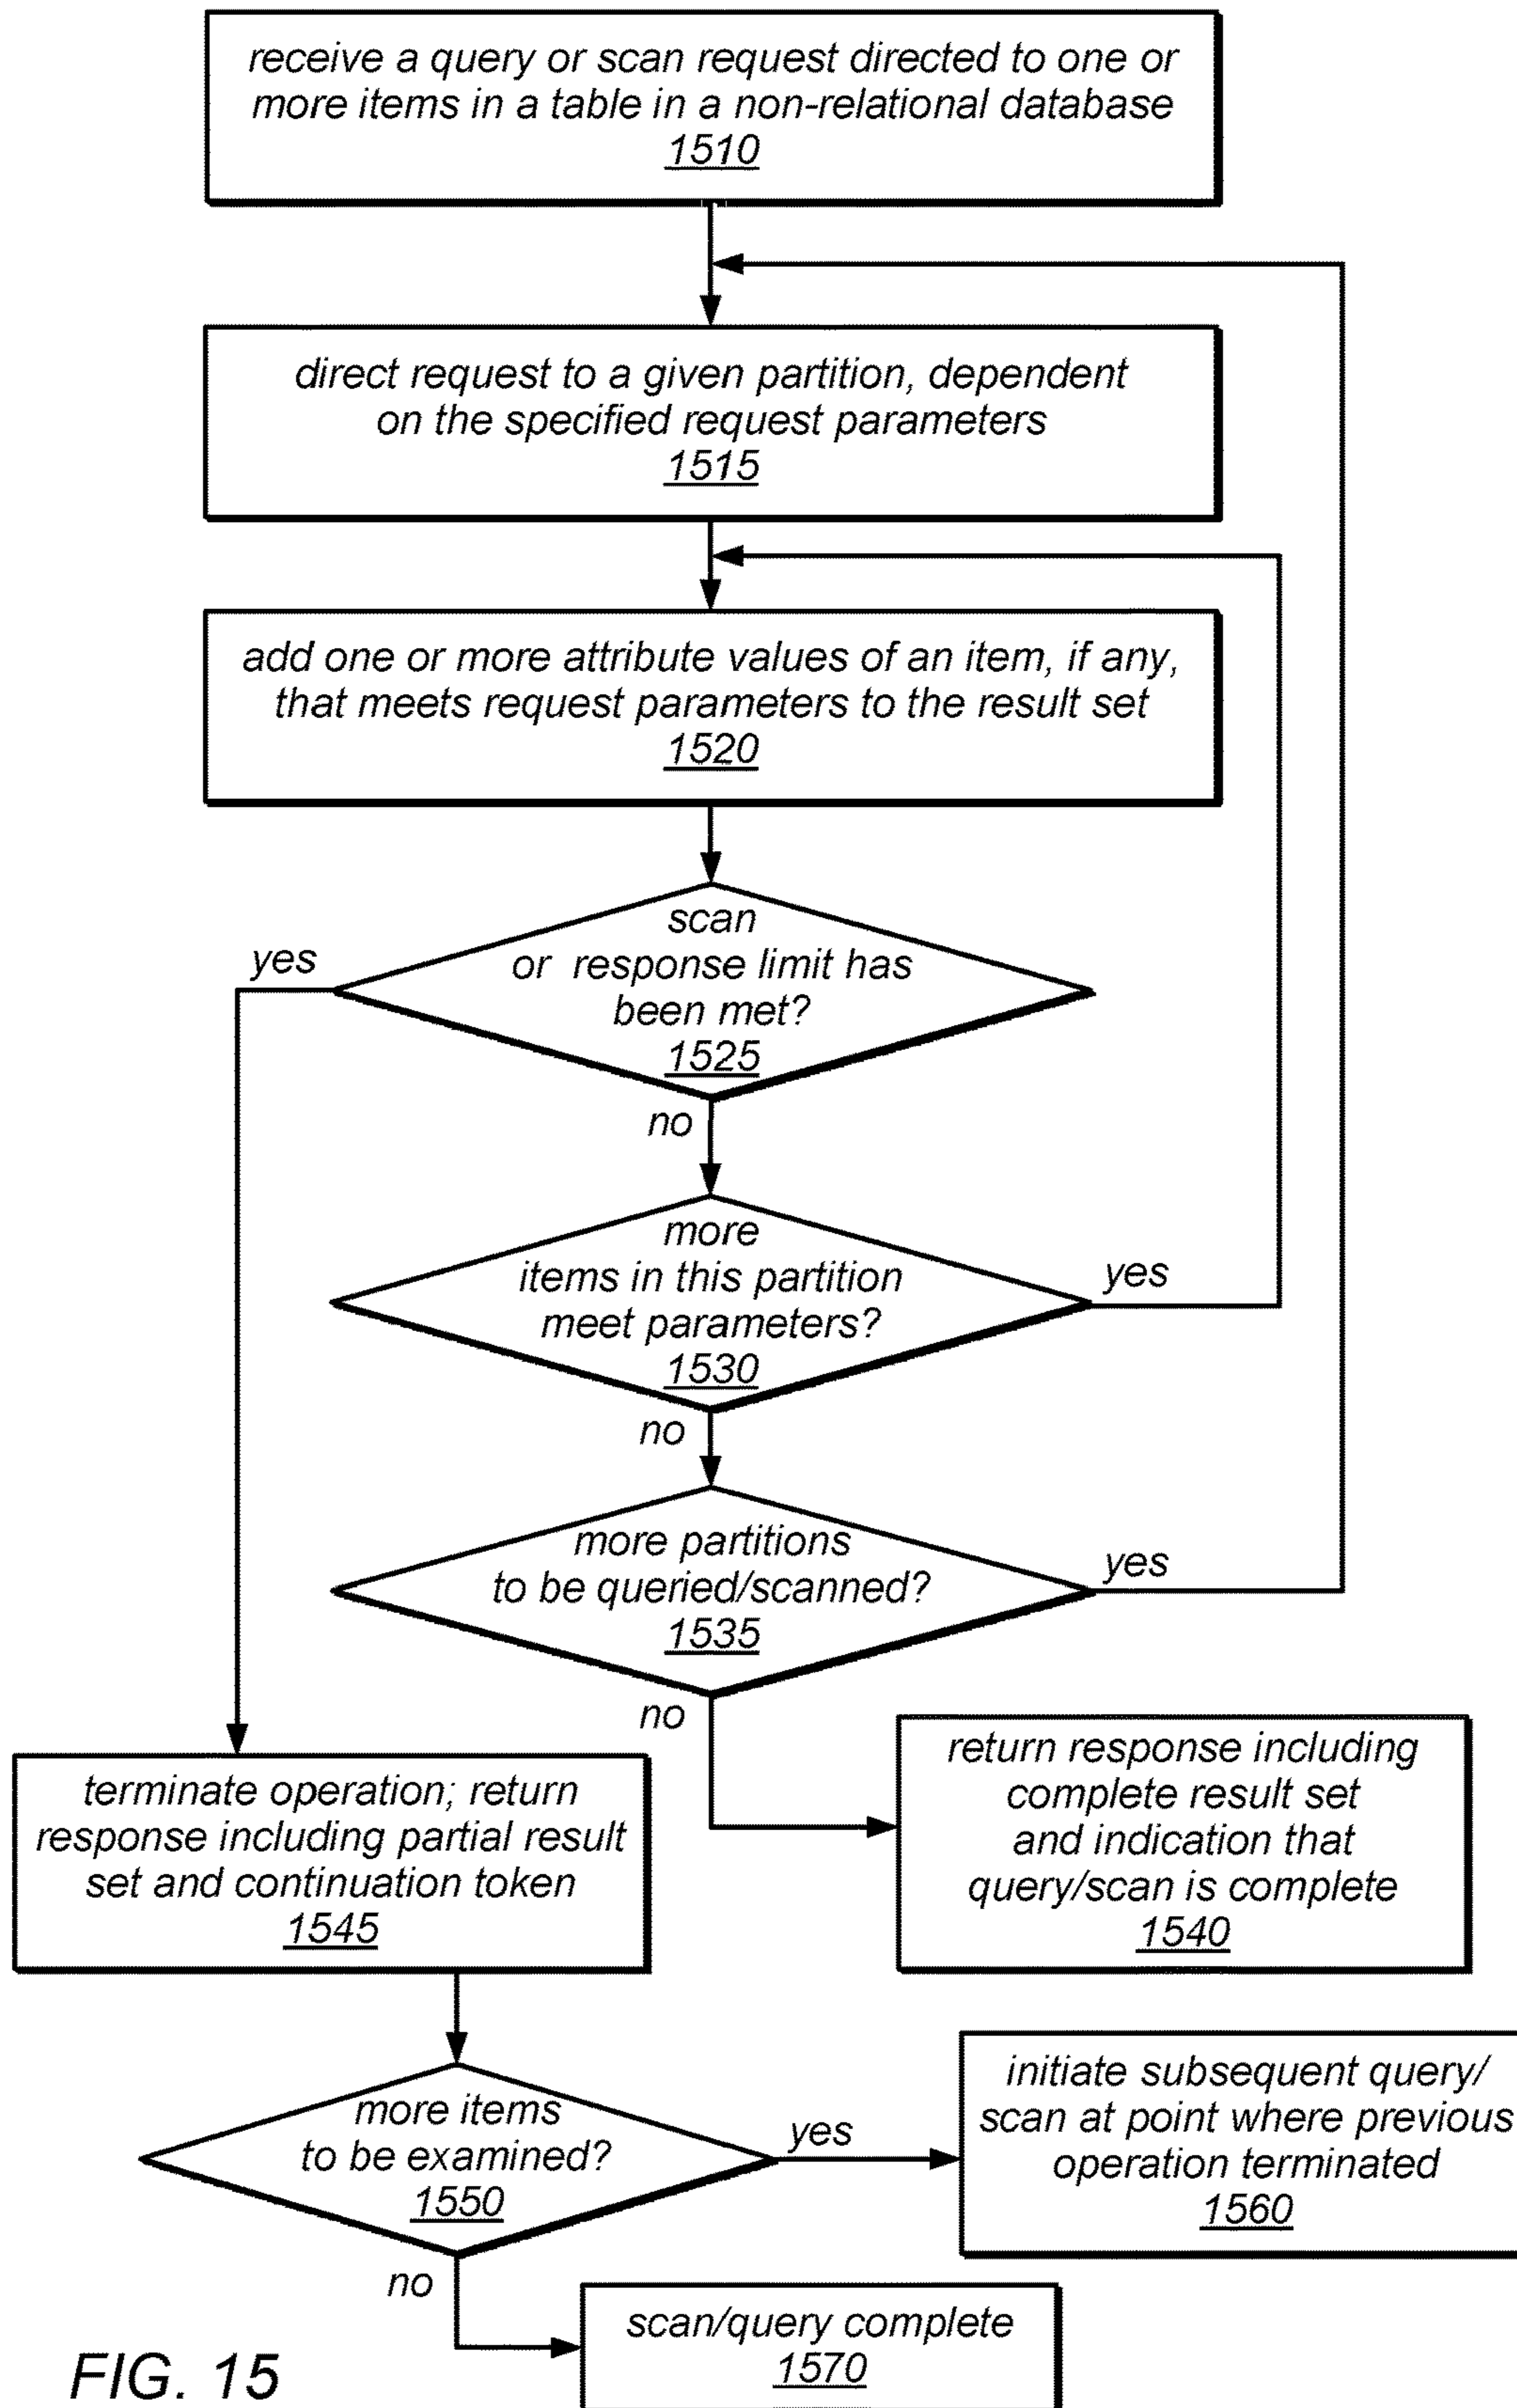 receive a query or scan request directed to one or
more items in a table in a non-relational database
1510
direct request to a given partition, dependent
on the specified request parameters
1515
add one or more attribute values of an item, if any,
that meets request parameters to the result set
1520
scan
or response limit has
been met?
1525
yes
no
more
items in this partition
meet parameters?
1530
yes
no
more partitions
to be queried/scanned?
1535
yes
no
return response including
complete result set
and indication that
query/scan is complete
1540
terminate operation; return
response including partial result
set and continuation token
1545
more items
to be examined?
1550
yes
no
initiate subsequent query/
scan at point where previous
operation terminated
1560
scan/query complete
1570
FIG. 15